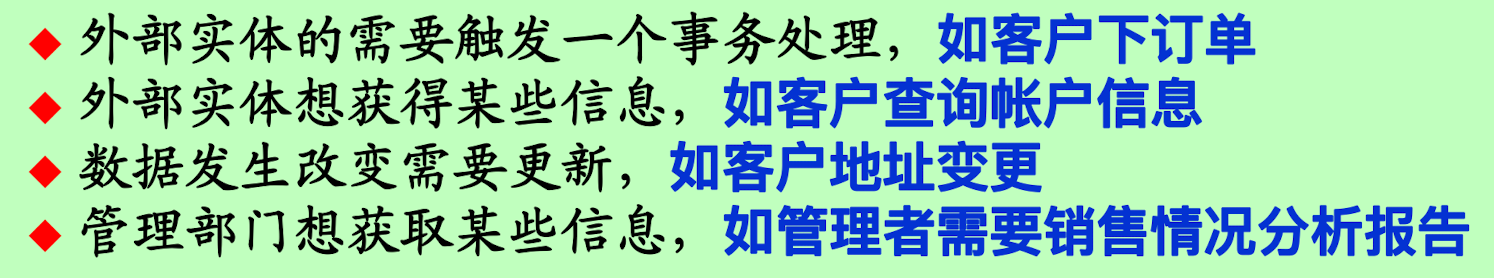 ◆ 外部实体的需要触发一个事务处理，如客户下订单
◆ 外部实体想获得某些信息，如客户查询帐户信息
◆ 数据发生改变需要更新，如客户地址变更
◆ 管理部门想获取某些信息，如管理者需要销售情况分析报告